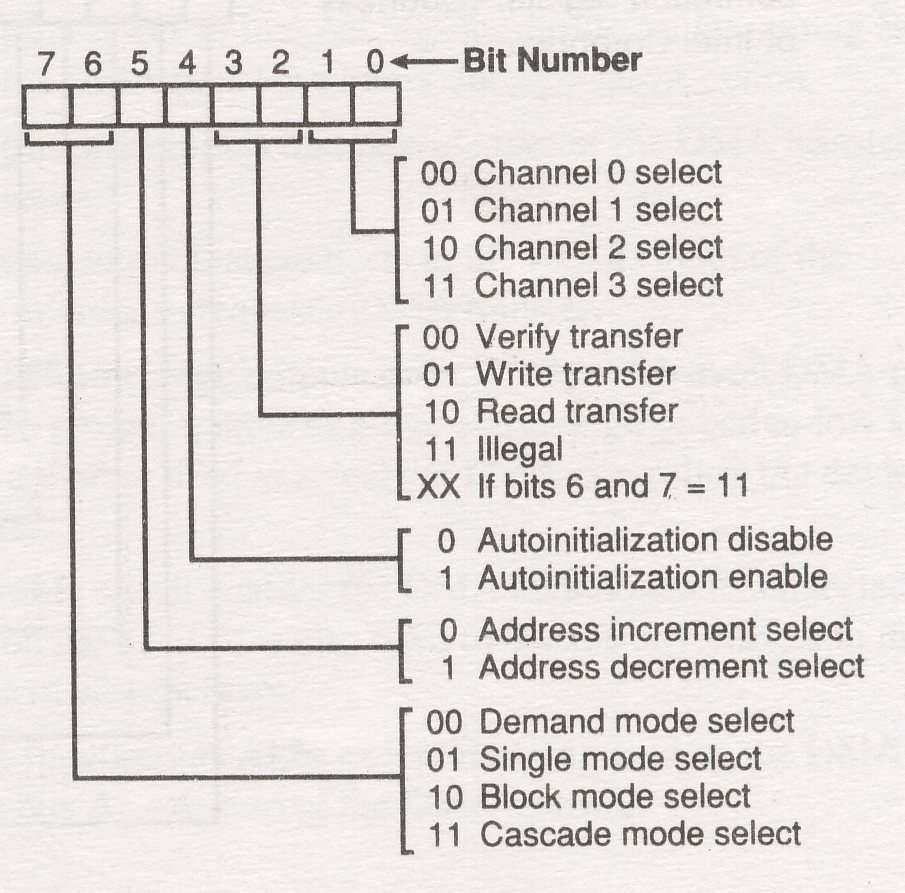 7 6 5 4 3 2 1 0 Bit Number
00 Channel 0 select
01 Channel 1 select
10 Channel 2 select
11 Channel 3 select
00 Verify transfer
01 Write transfer
10 Read transfer
11 Illegal
XX If bits 6 and 7 = 11
0 Autoinitialization disable
1 Autoinitialization enable
0 Address increment select
1 Address decrement select
00 Demand mode select
01 Single mode select
10 Block mode select
11 Cascade mode select